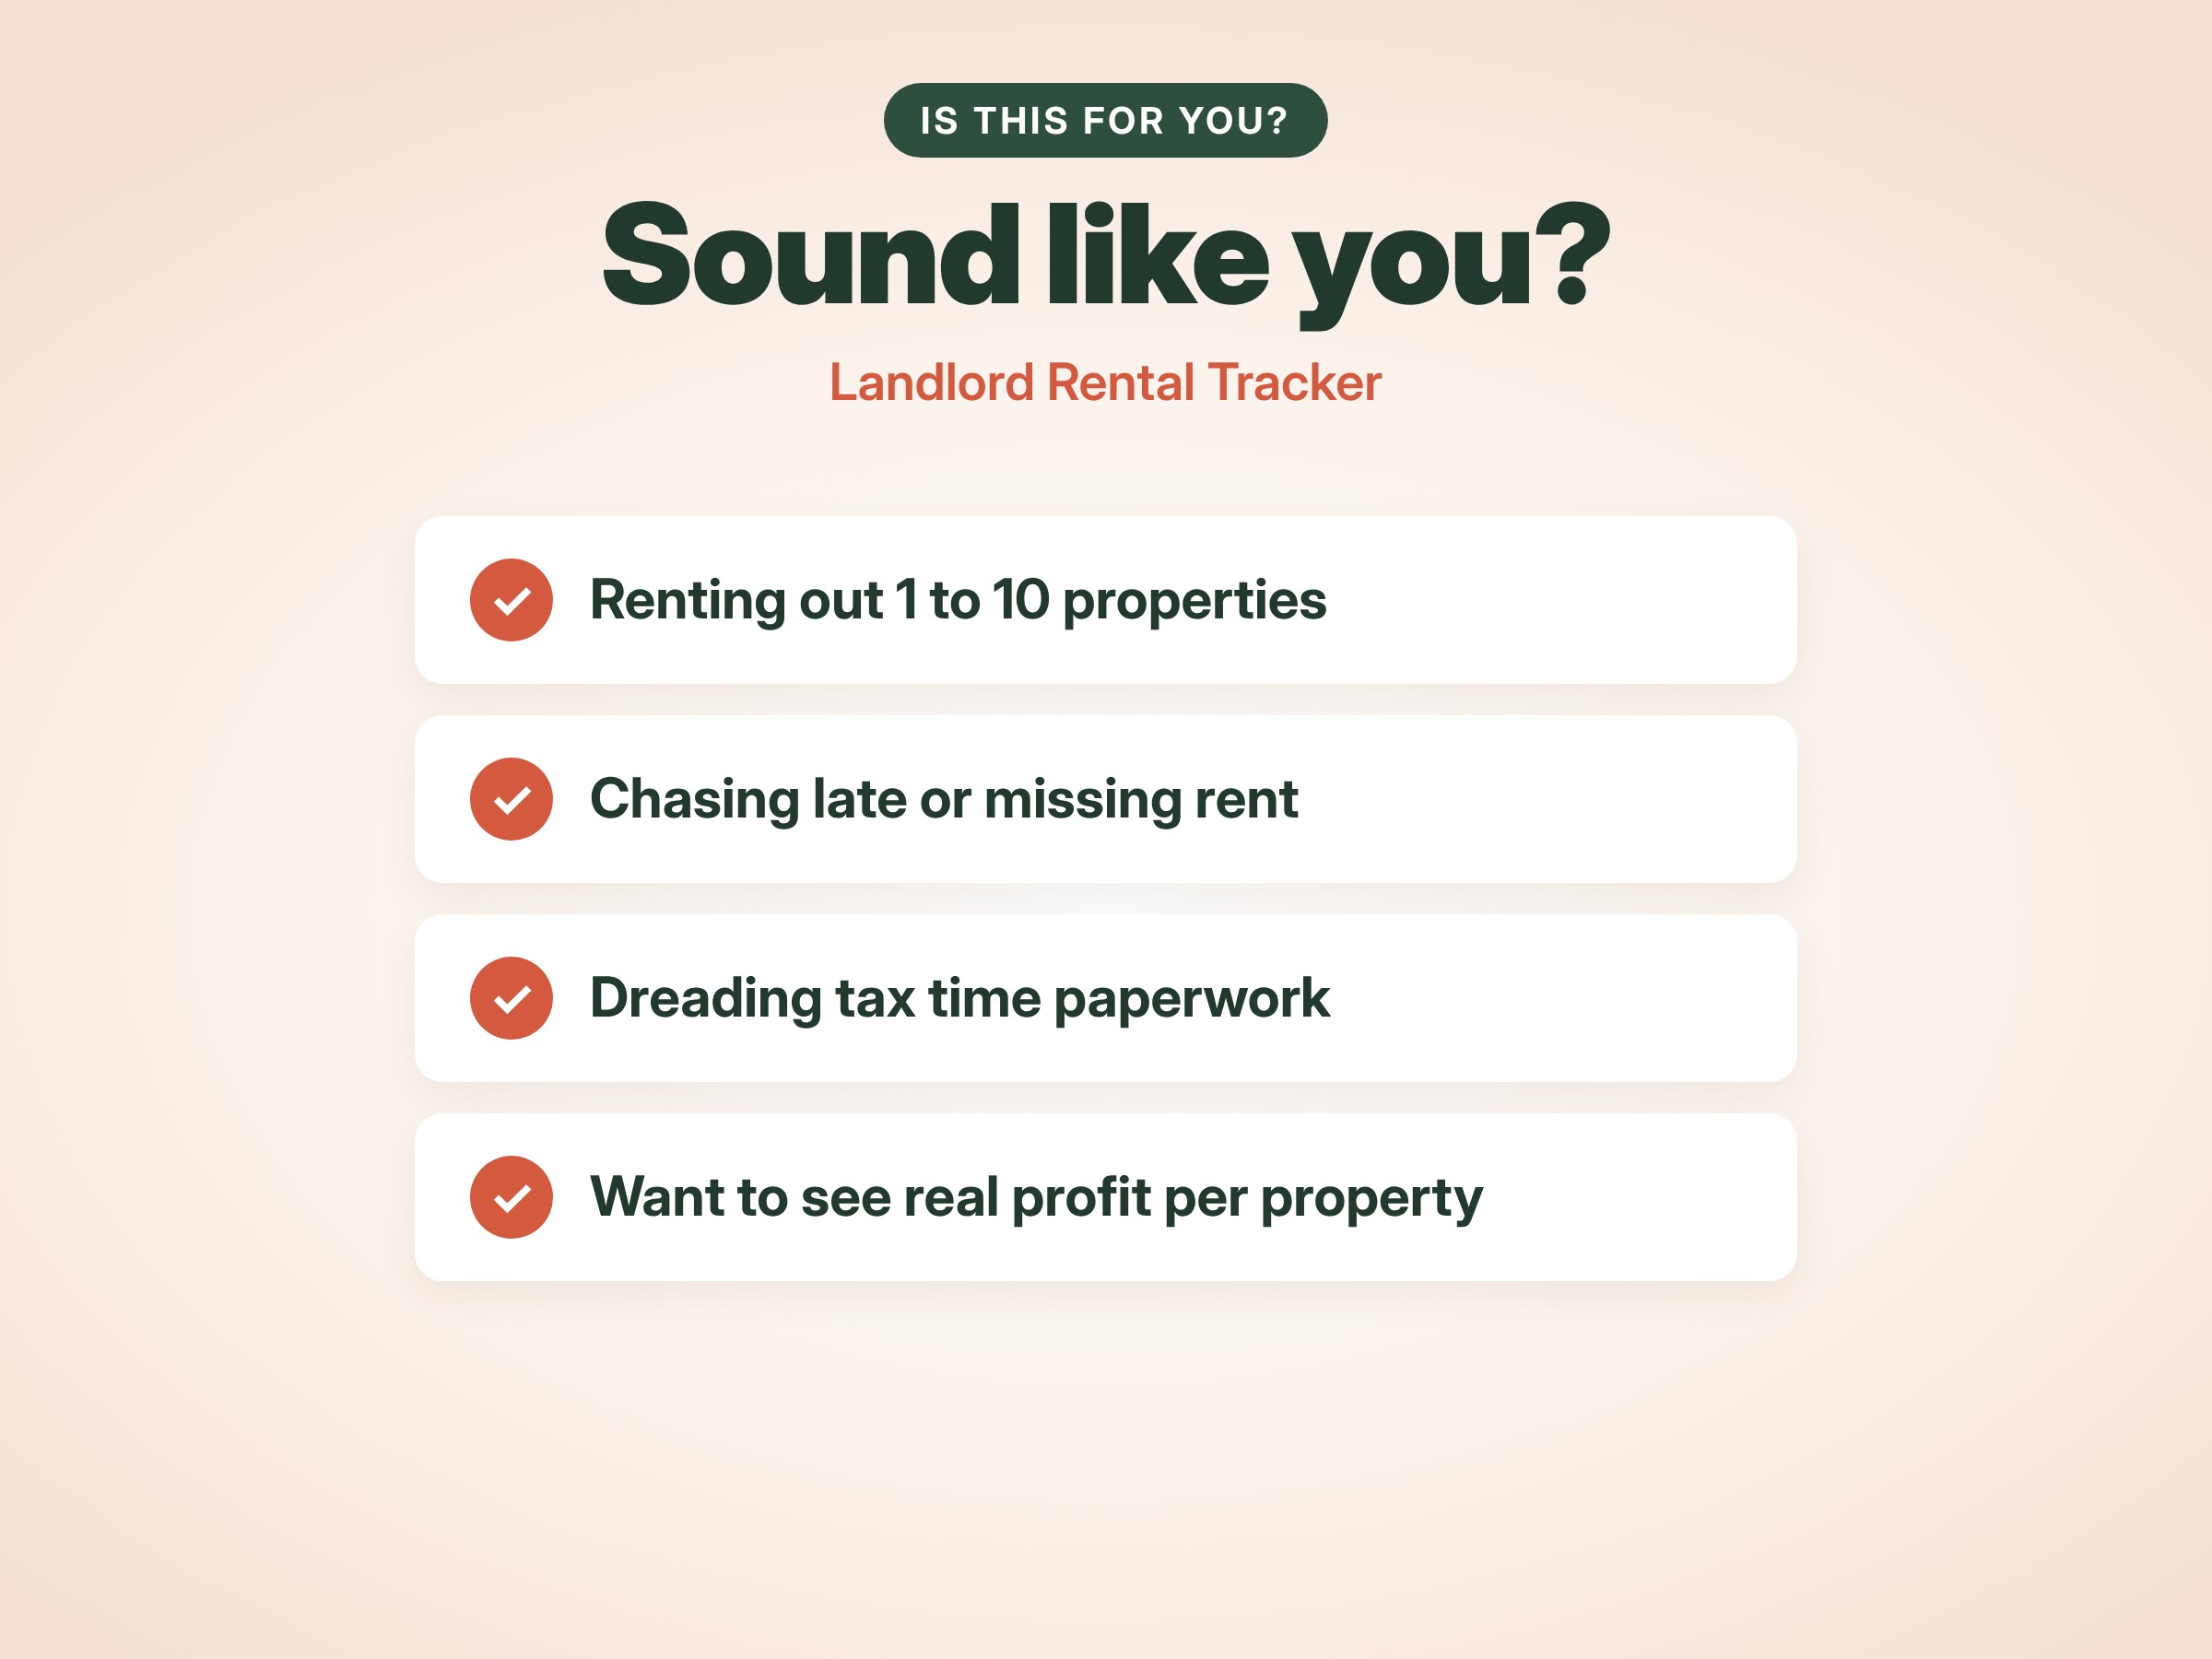 IS THIS FOR YOU?
Sound like you?
Landlord Rental Tracker
Renting out 1 to 10 properties
Chasing late or missing rent
Dreading tax time paperwork
Want to see real profit per property